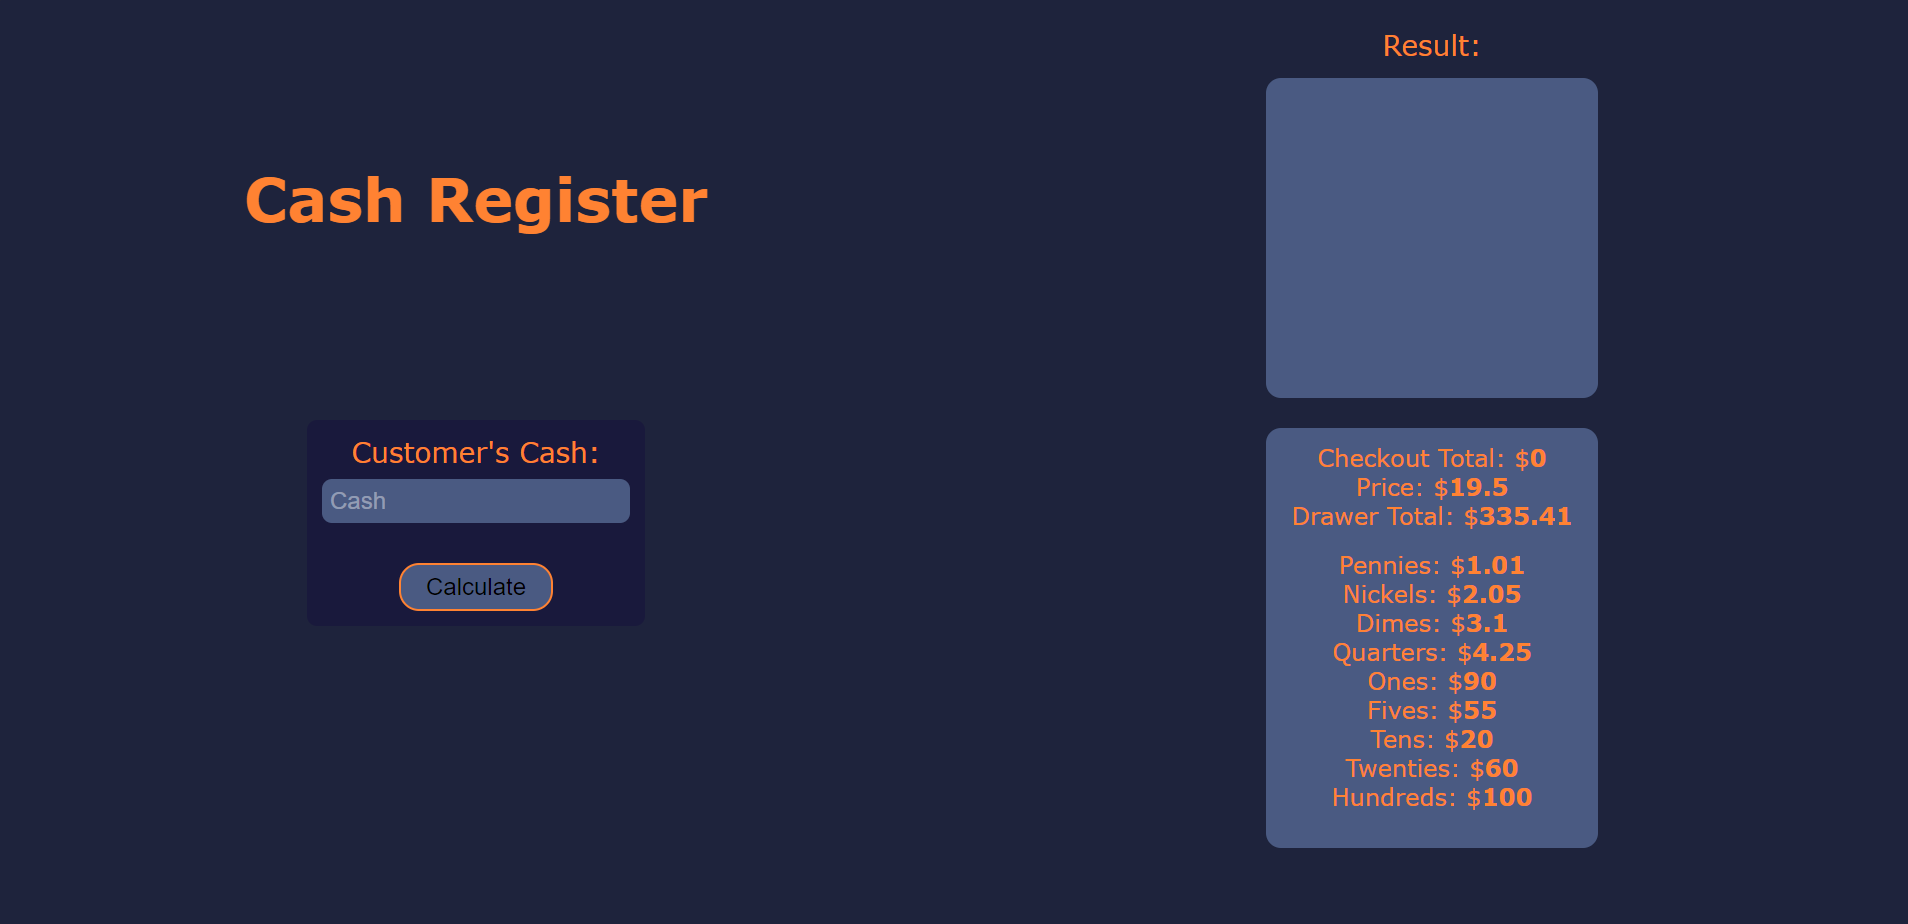 Cash Register
Customer's Cash:
Cash
Calculate
Result:
Checkout Total: $0
Price: $19.5
Drawer Total: $335.41
Pennies: $1.01
Nickels: $2.05
Dimes: $3.1
Quarters: $4.25
Ones: $90
Fives: $55
Tens: $20
Twenties: $60
Hundreds: $100